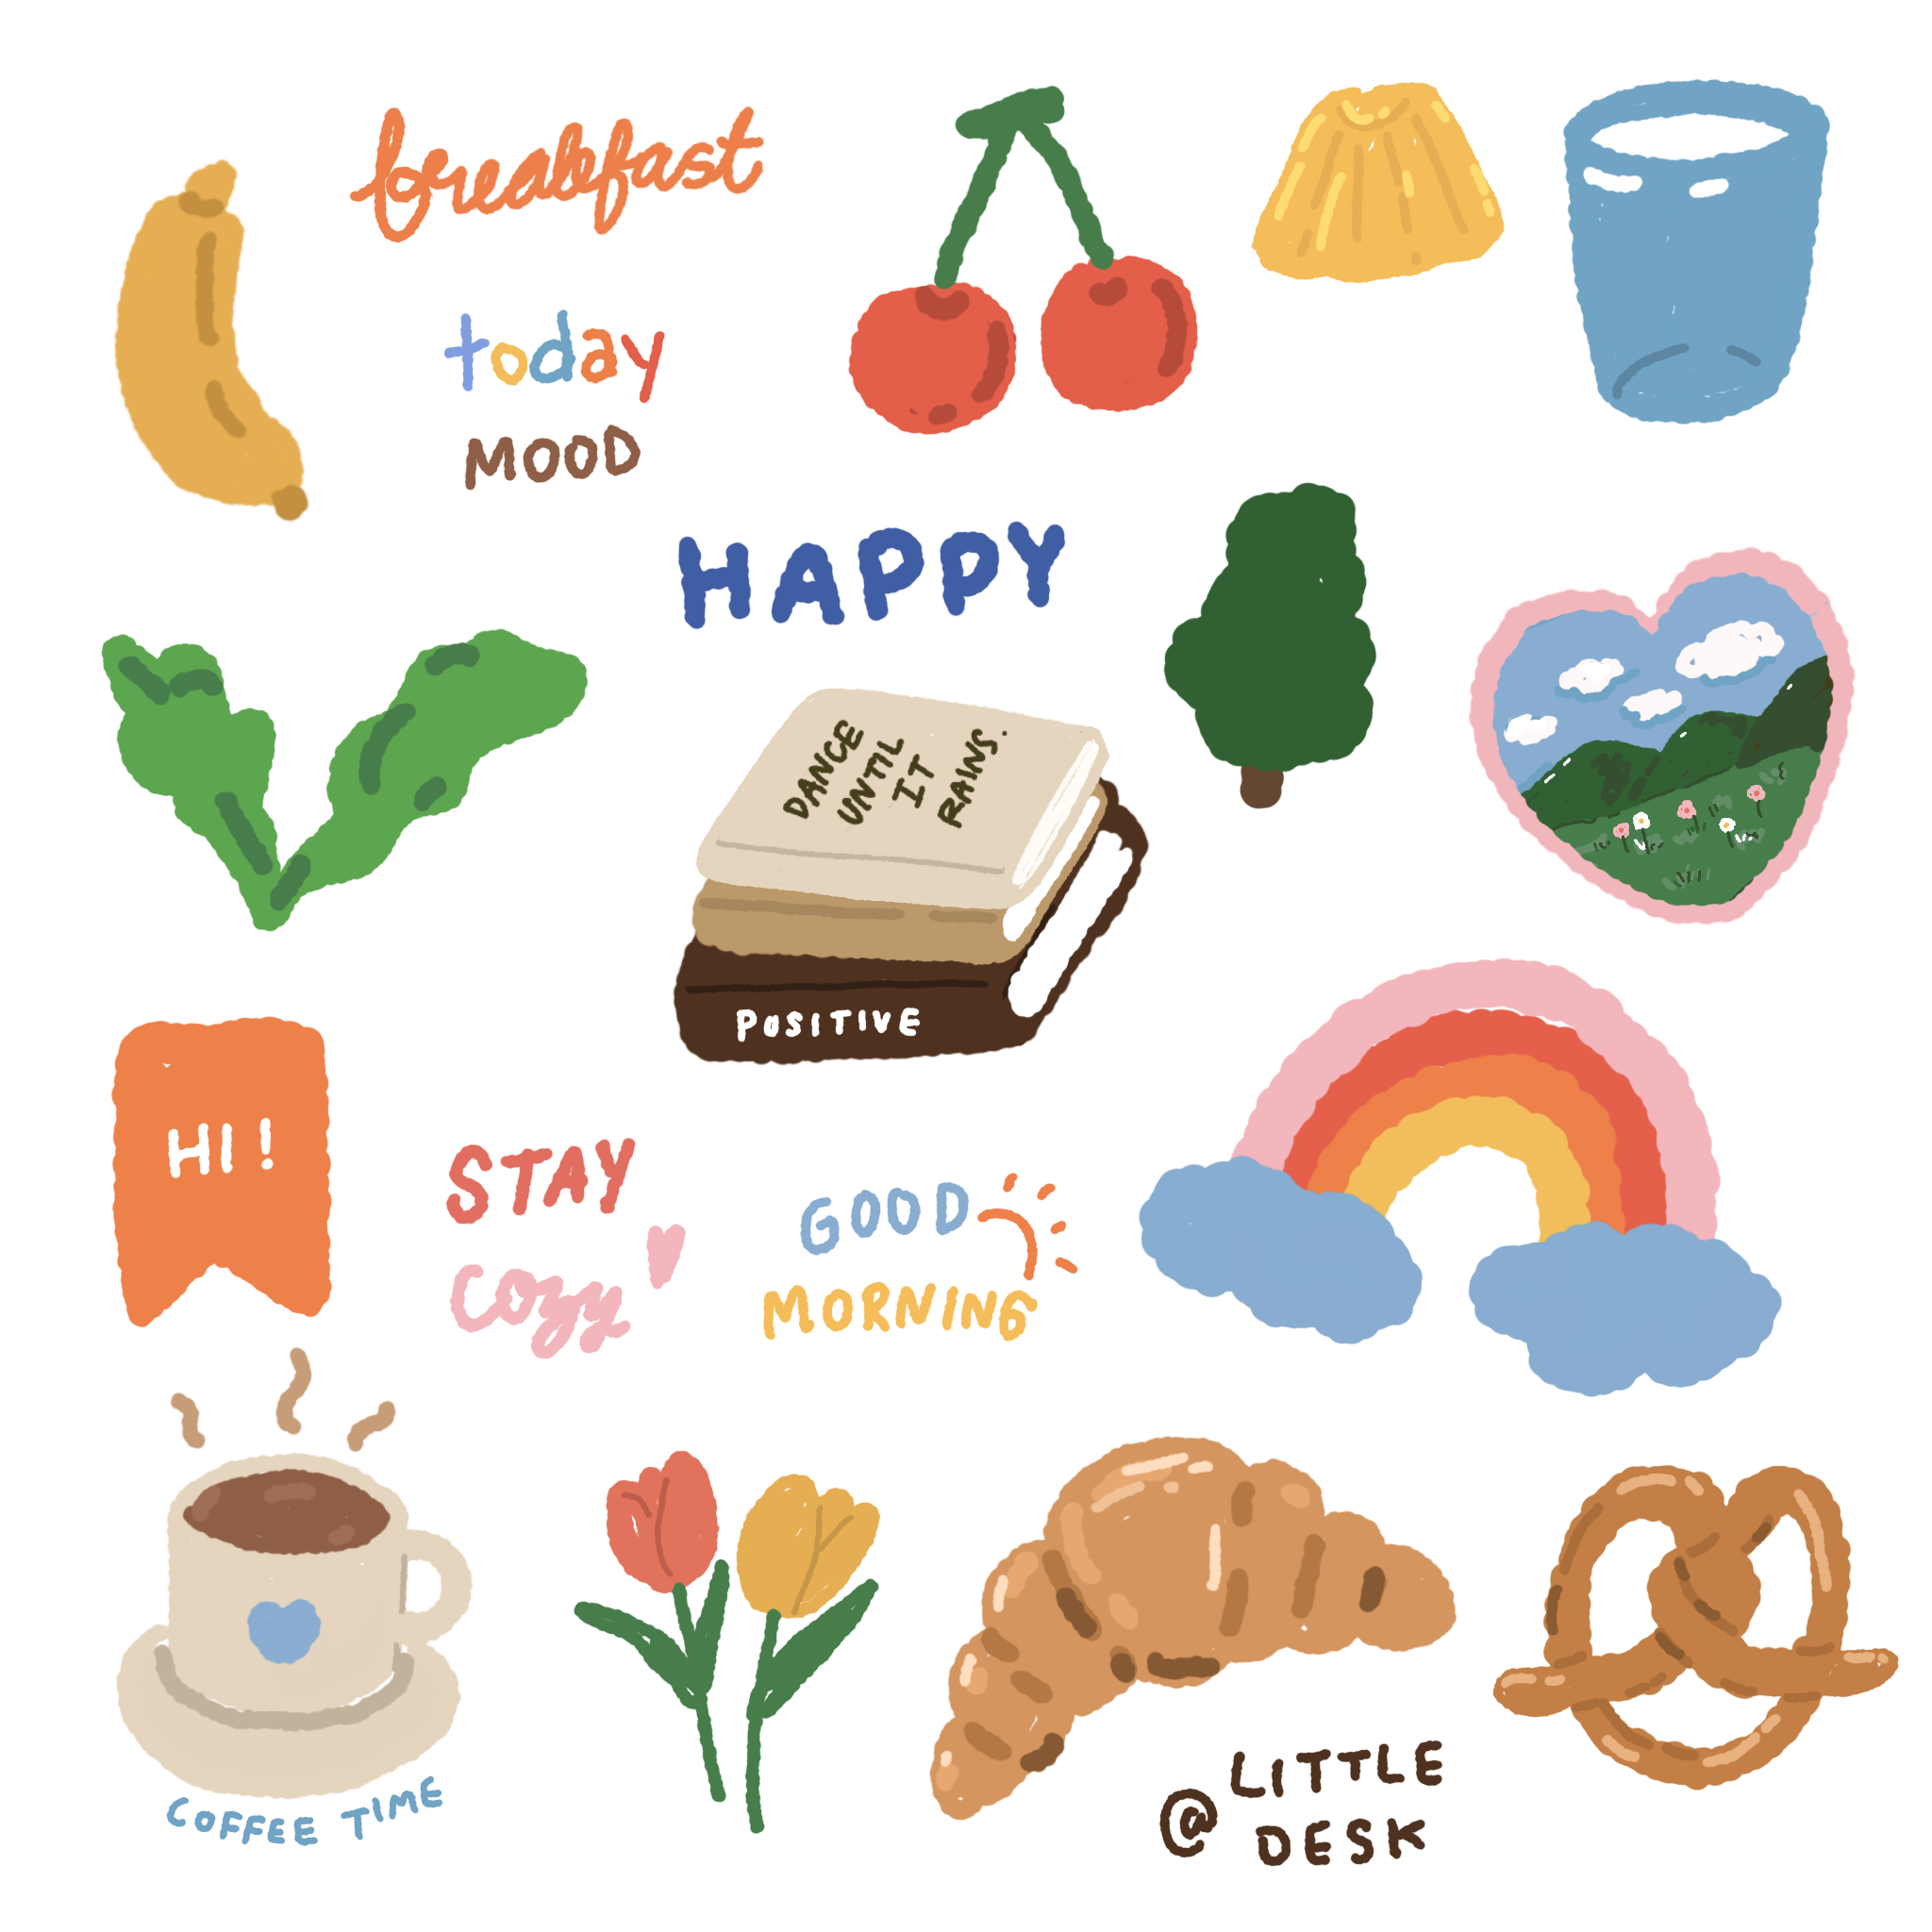 breakfast
today
MOOD
HAPPY
DANCE
UNTIL
IT
RAINS.
POSITIVE
HI!
STAY
Cozy
GOOD
MORNING
COFFEE TIME
@LITTLE
DESK